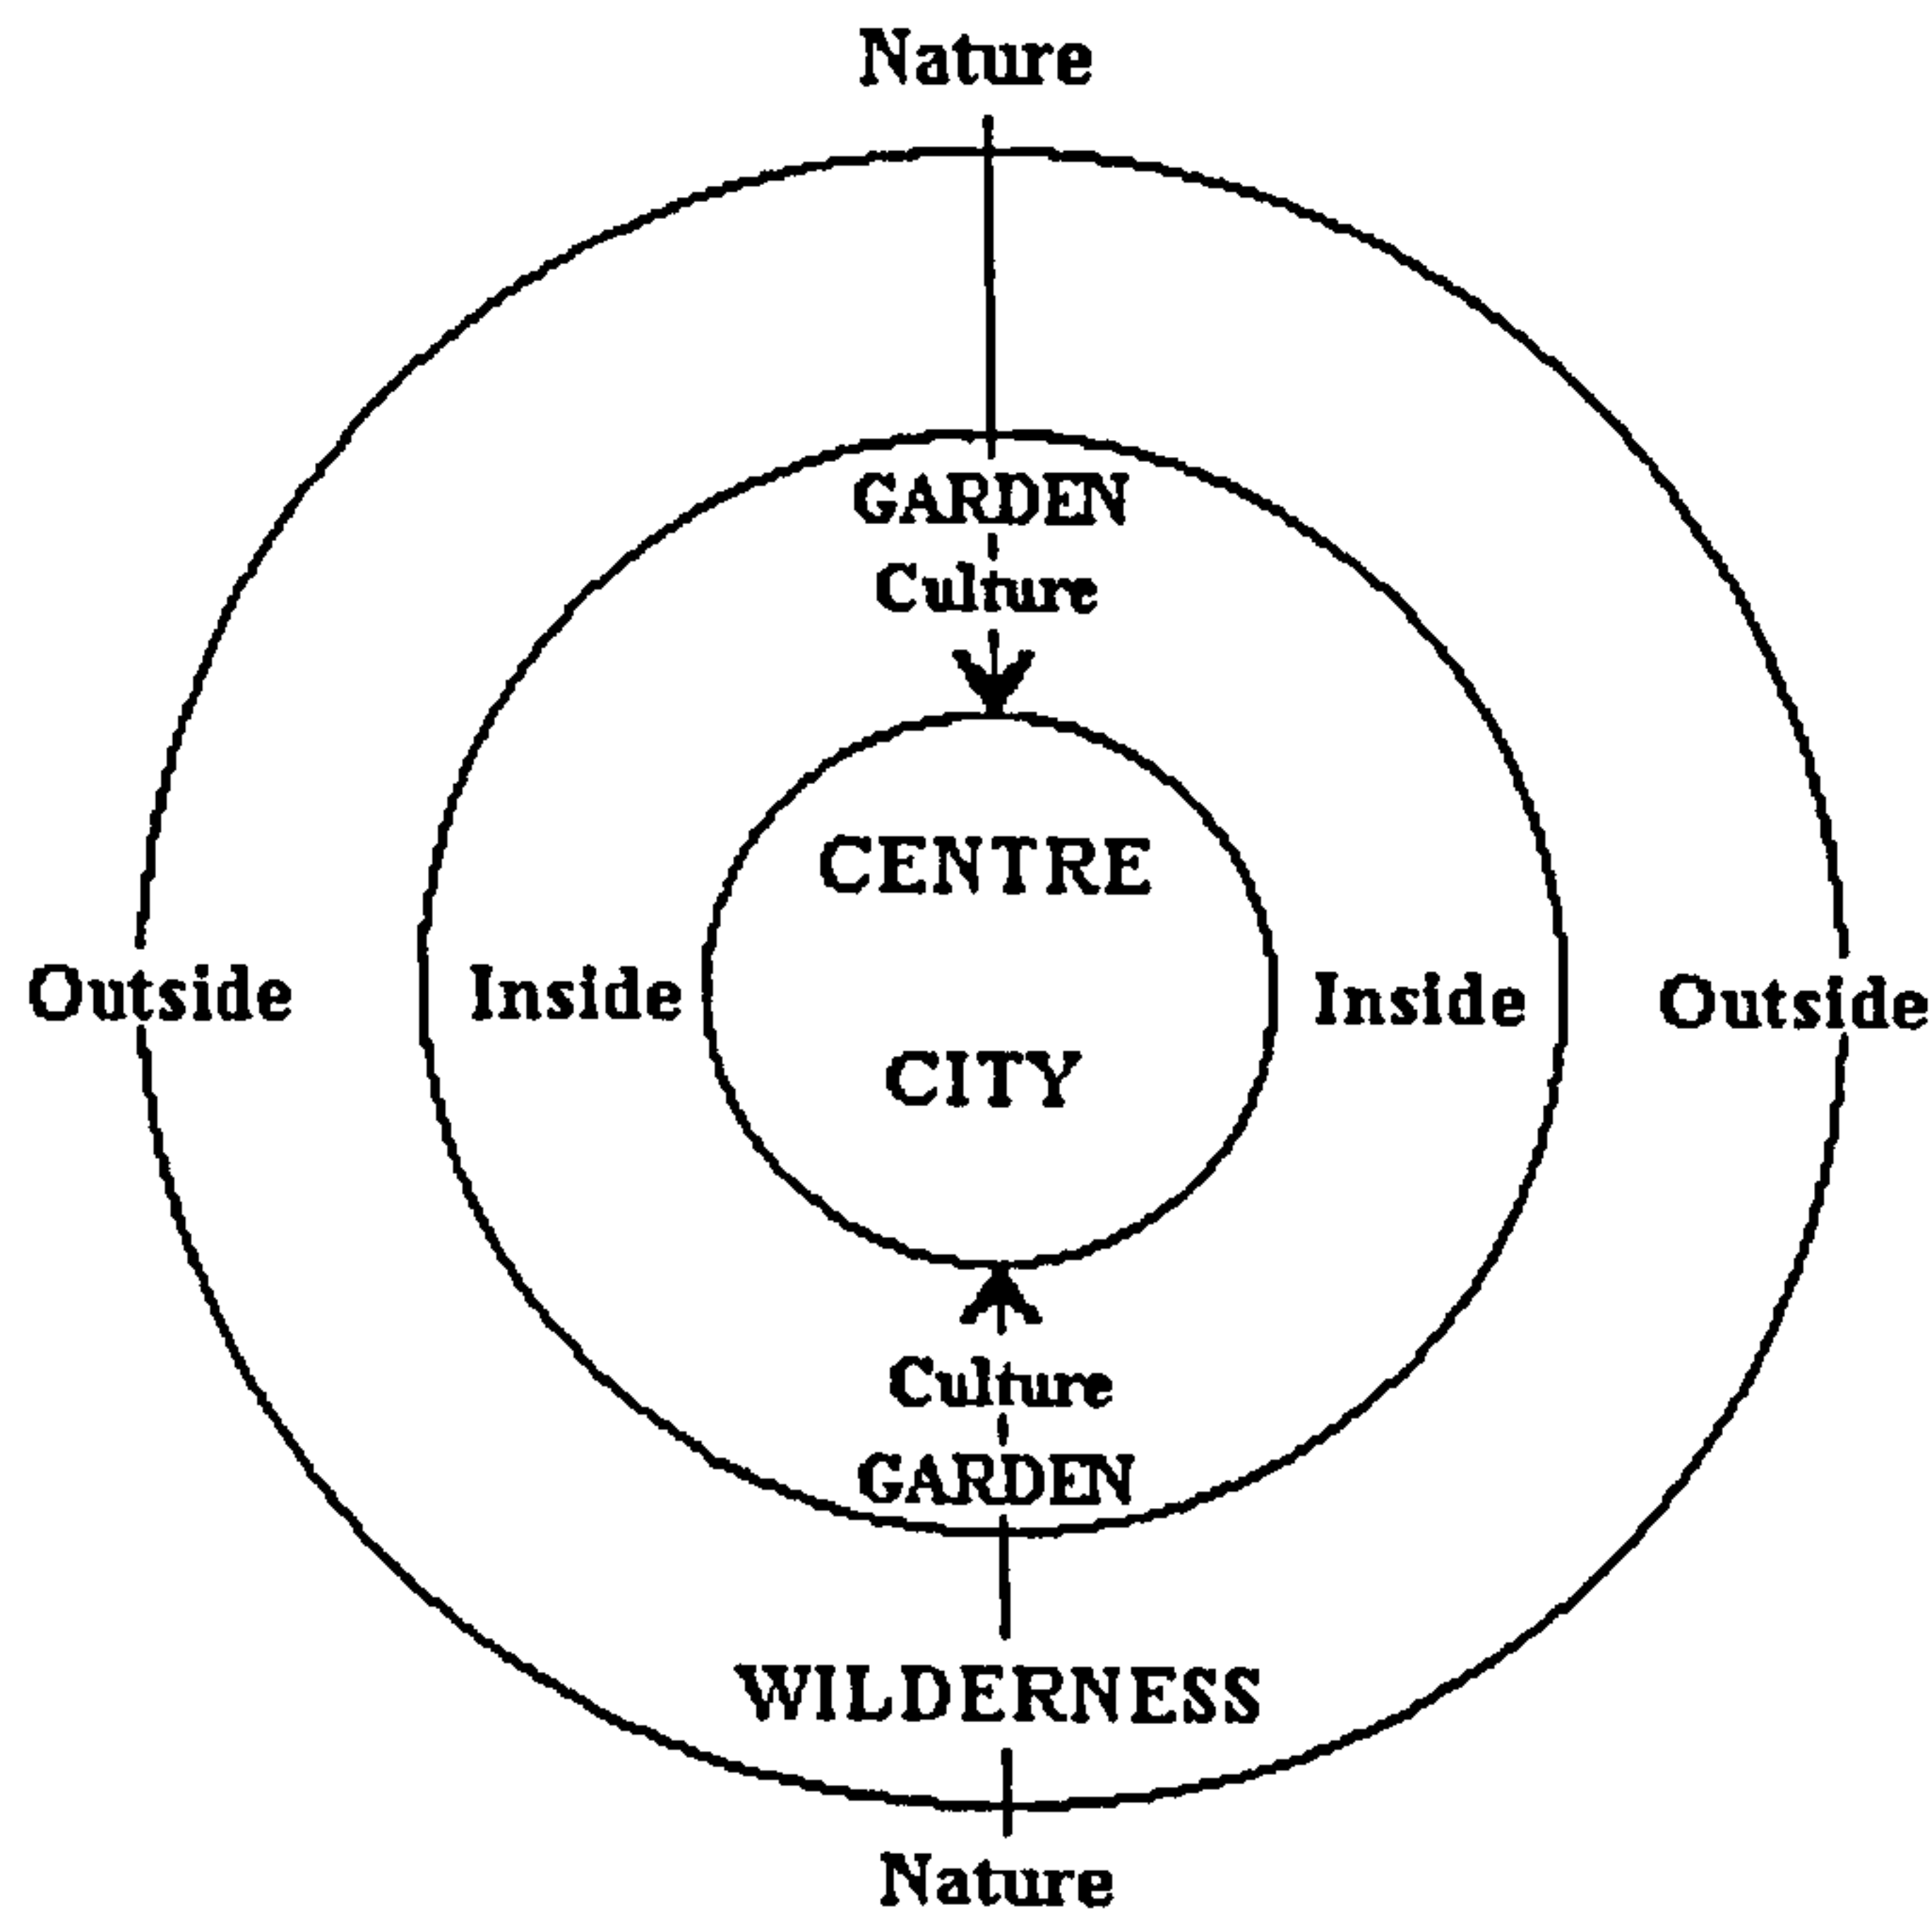 Nature
GARDEN
Culture
CENTRE
Outside Inside Inside Outside
CITY
Culture
GARDEN
WILDERNESS
Nature